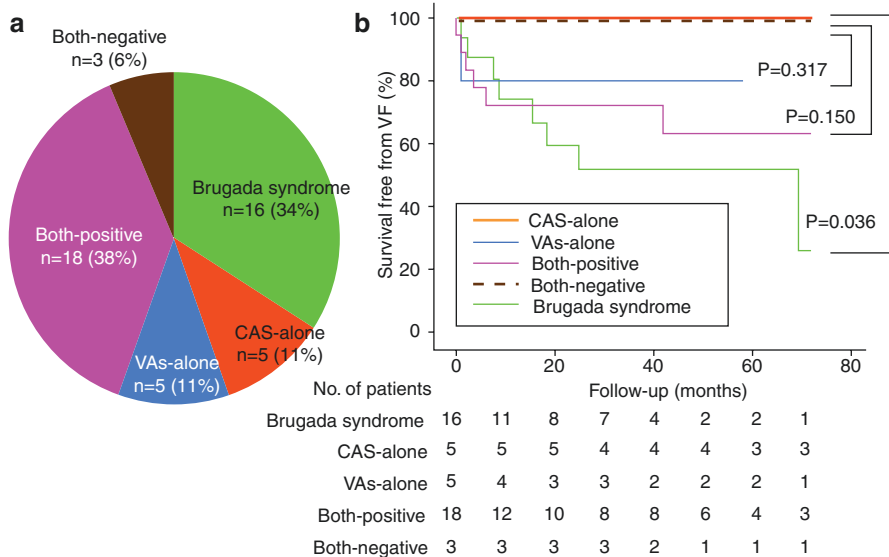 a
Both-negative
n=3 (6%)
Brugada syndrome
n=16 (34%)
Both-positive
n=18 (38%)
CAS-alone
n=5 (11%)
VAs-alone
n=5 (11%)
b
Survival free from VF (%)
100
80
60
40
20
0
P=0.317
P=0.150
P=0.036
CAS-alone
VAs-alone
Both-positive
Both-negative
Brugada syndrome
0 20 40 60 80
Follow-up (months)
No. of patients
Brugada syndrome 16 11 8 7 4 2 2 1
CAS-alone 5 5 5 4 4 4 3 3
VAs-alone 5 4 3 3 2 2 2 1
Both-positive 18 12 10 8 8 6 4 3
Both-negative 3 3 3 3 2 1 1 1